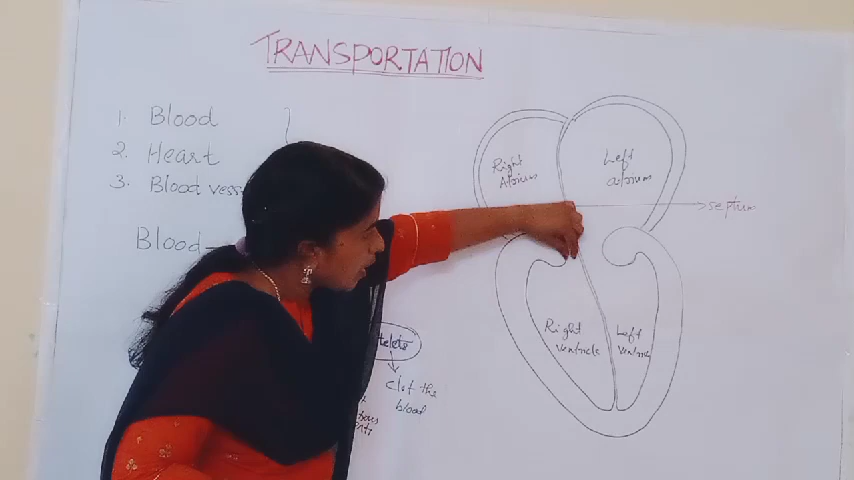 TRANSPORTATION
1. Blood
2. Heart
3. Blood
Blood
clot the
blood
Right
Atrium
Left
atrium
septum
Right
ventricle
Left